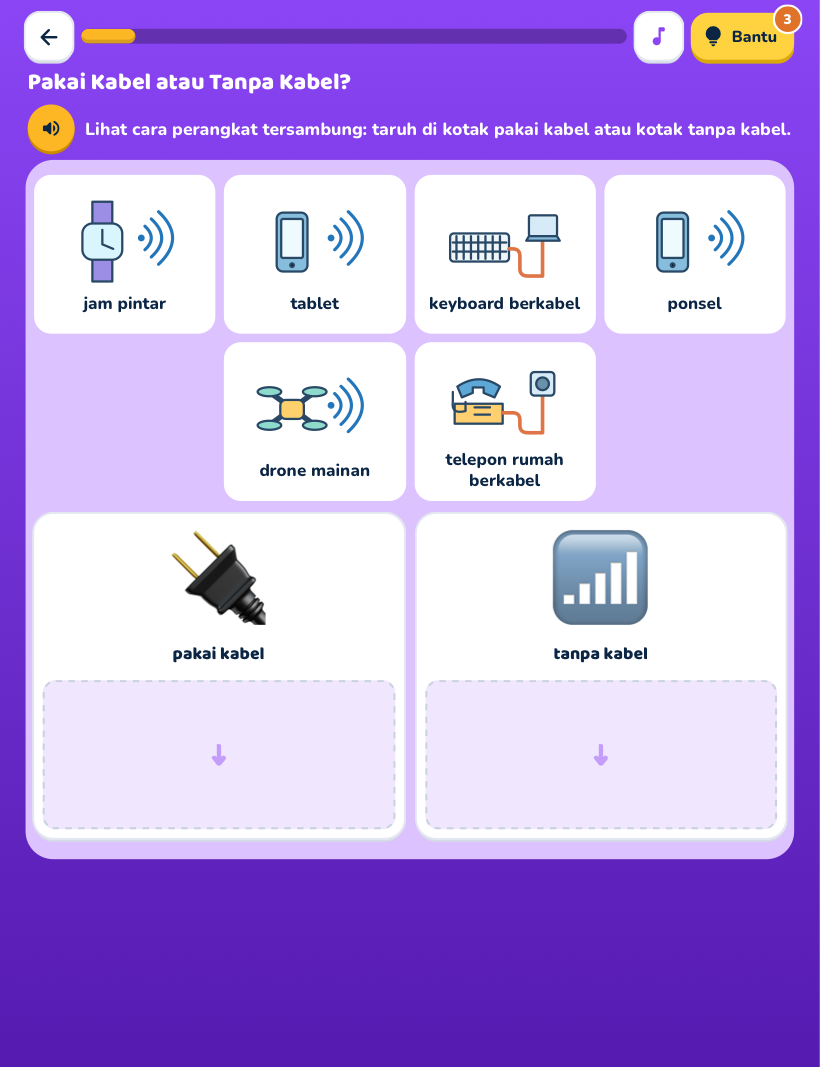 3
Bantu
Pakai Kabel atau Tanpa Kabel?
Lihat cara perangkat tersambung: taruh di kotak pakai kabel atau kotak tanpa kabel.
jam pintar
tablet
keyboard berkabel
ponsel
drone mainan
telepon rumah
berkabel
pakai kabel
tanpa kabel